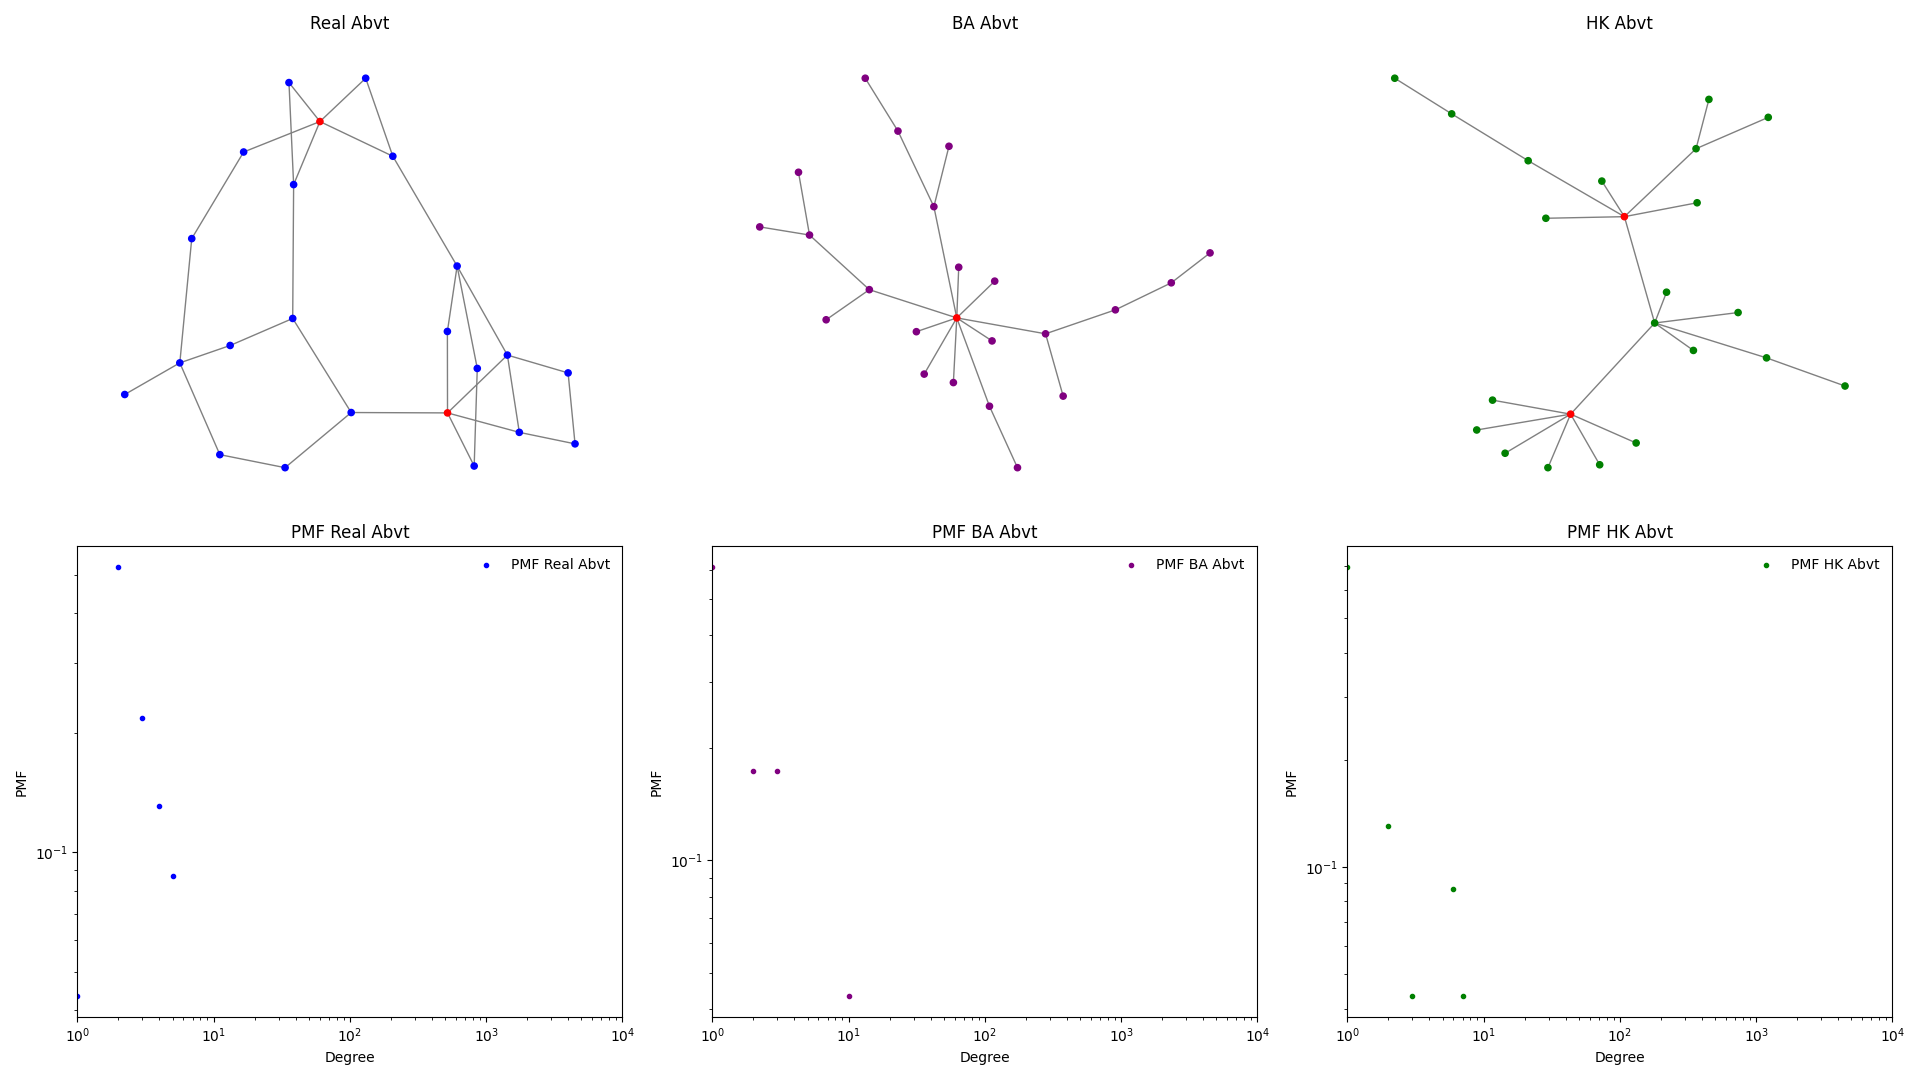 Real Abvt
BA Abvt
HK Abvt
PMF Real Abvt
PMF Real Abvt
PMF
10⁻¹
10⁰ 10¹ 10² 10³ 10⁴
Degree
PMF BA Abvt
PMF BA Abvt
PMF
10⁻¹
10⁰ 10¹ 10² 10³ 10⁴
Degree
PMF HK Abvt
PMF HK Abvt
PMF
10⁻¹
10⁰ 10¹ 10² 10³ 10⁴
Degree